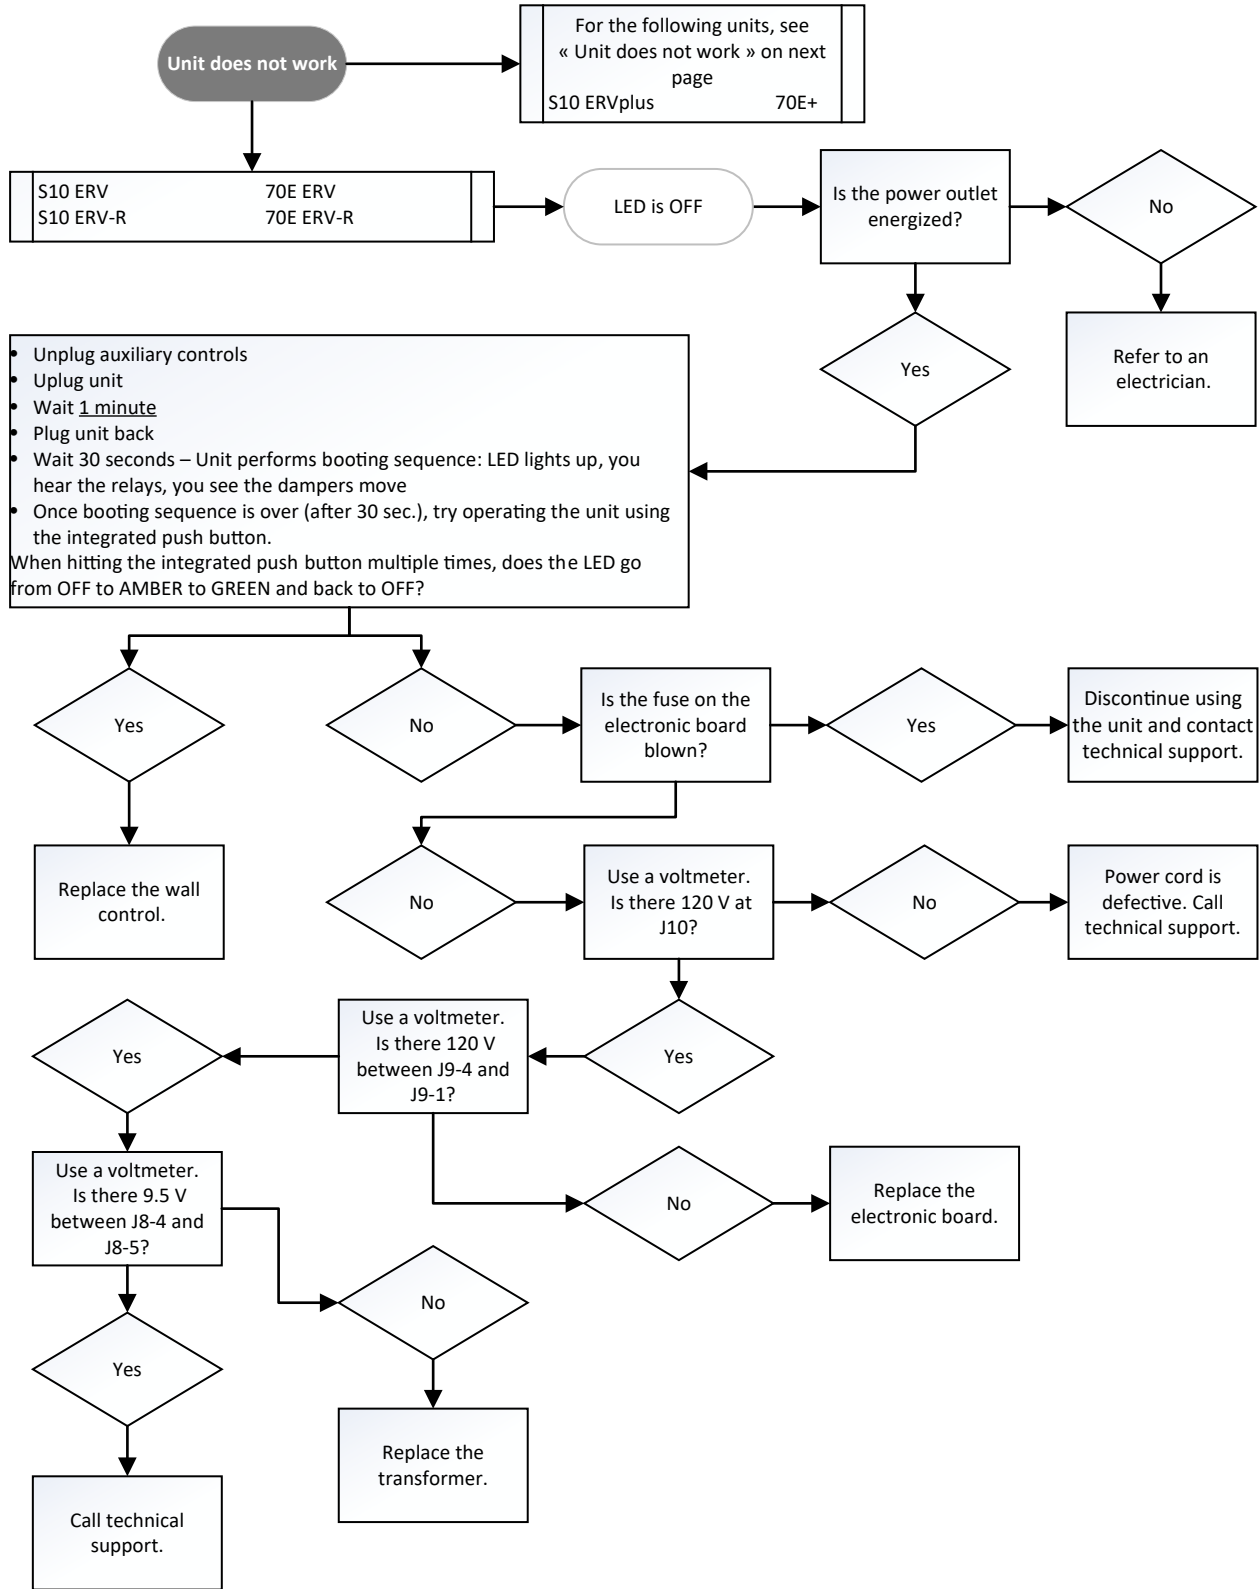 Unit does not work
For the following units, see
« Unit does not work » on next
page
S10 ERVplus 70E+
S10 ERV 70E ERV
S10 ERV-R 70E ERV-R
LED is OFF
Is the power outlet
energized?
No
Refer to an
electrician.
Yes
• Unplug auxiliary controls
• Uplug unit
• Wait 1 minute
• Plug unit back
• Wait 30 seconds – Unit performs booting sequence: LED lights up, you
hear the relays, you see the dampers move
• Once booting sequence is over (after 30 sec.), try operating the unit using
the integrated push button.
When hitting the integrated push button multiple times, does the LED go
from OFF to AMBER to GREEN and back to OFF?
Yes
Replace the wall
control.
No
Is the fuse on the
electronic board
blown?
Yes
Discontinue using
the unit and contact
technical support.
No
Use a voltmeter.
Is there 120 V at
J10?
No
Power cord is
defective. Call
technical support.
Yes
Use a voltmeter.
Is there 120 V
between J9-4 and
J9-1?
Yes
No
Replace the
electronic board.
Use a voltmeter.
Is there 9.5 V
between J8-4 and
J8-5?
No
Replace the
transformer.
Yes
Call technical
support.